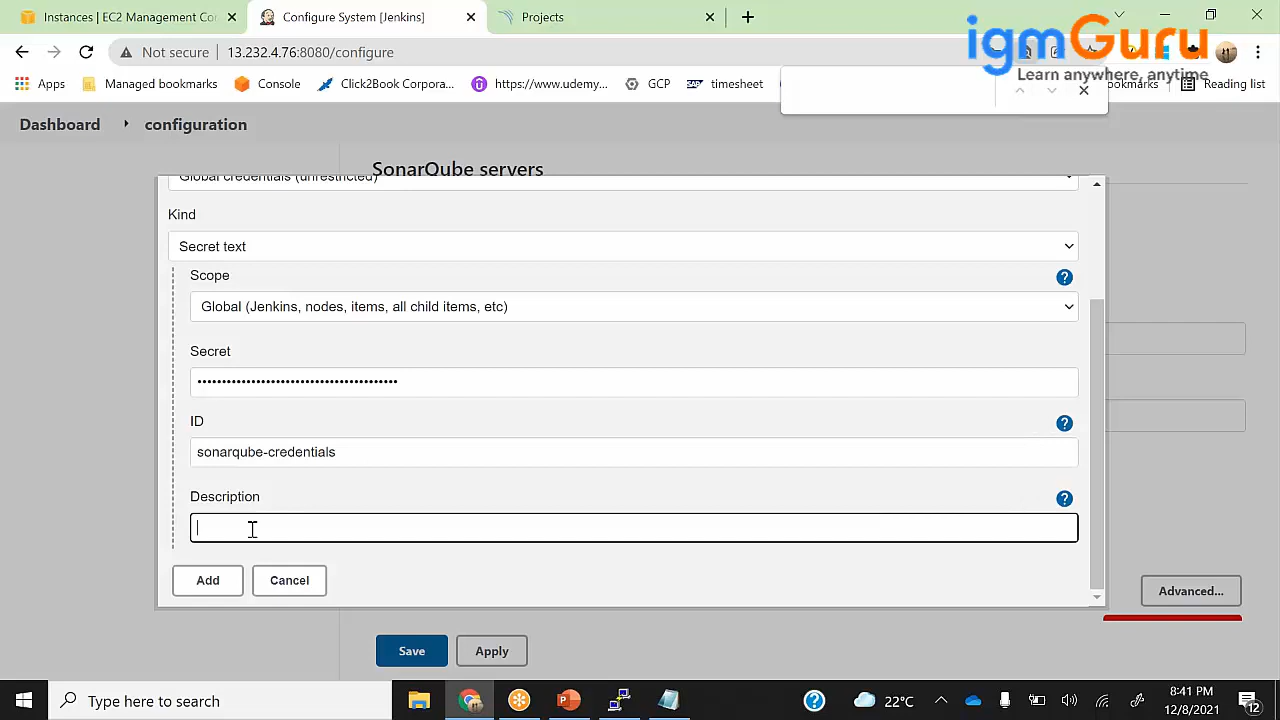 Instances | EC2 Management Co
Configure System [Jenkins]
Projects
Not secure
13.232.4.76:8080/configure
igmGuru
Learn anywhere, anytime
Apps
Managed bookmarks
Consol
Click2BookCorpora...
https://www.udemy...
GCP
timesheet
Reading list
Dashboard
configuration
SonarQube servers
Global credentials (unrestricted)
Kind
Secret text
Scope
Global (Jenkins, nodes, items, all child items, etc)
Secret
ID
sonarqube-credentials
Description
Add
Cancel
Advanced...
Save
Apply
Type here to search
22°C
8:41 PM
12/8/2021
12